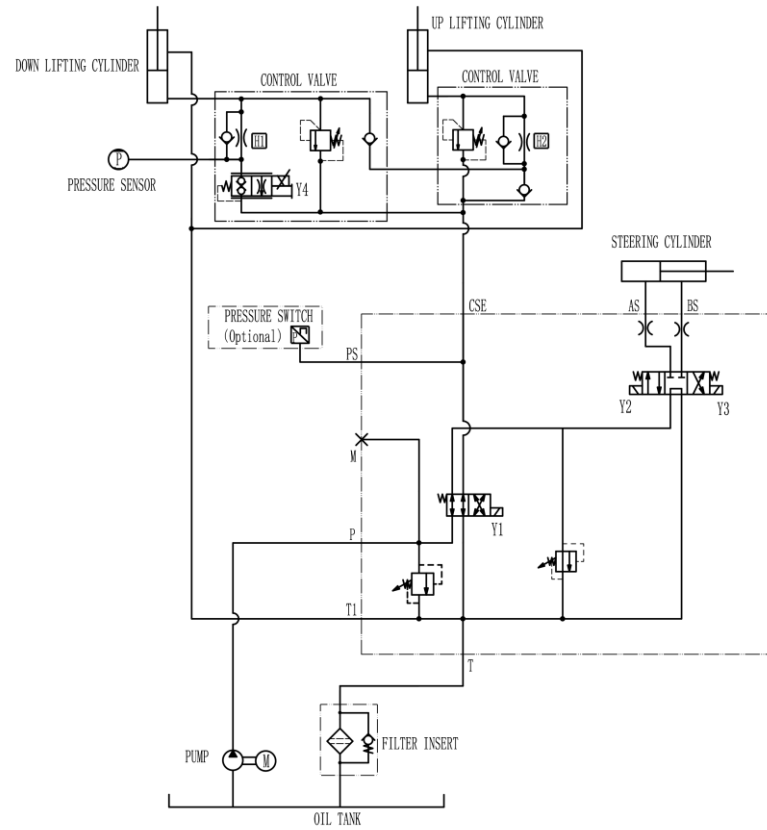 UP LIFTING CYLINDER
DOWN LIFTING CYLINDER
CONTROL VALVE
CONTROL VALVE
H1
H2
P
PRESSURE SENSOR
Y4
STEERING CYLINDER
PRESSURE SWITCH
(Optional)
P
CSE
AS
BS
PS
Y2
Y3
M
Y1
P
T1
T
PUMP
M
FILTER INSERT
OIL TANK